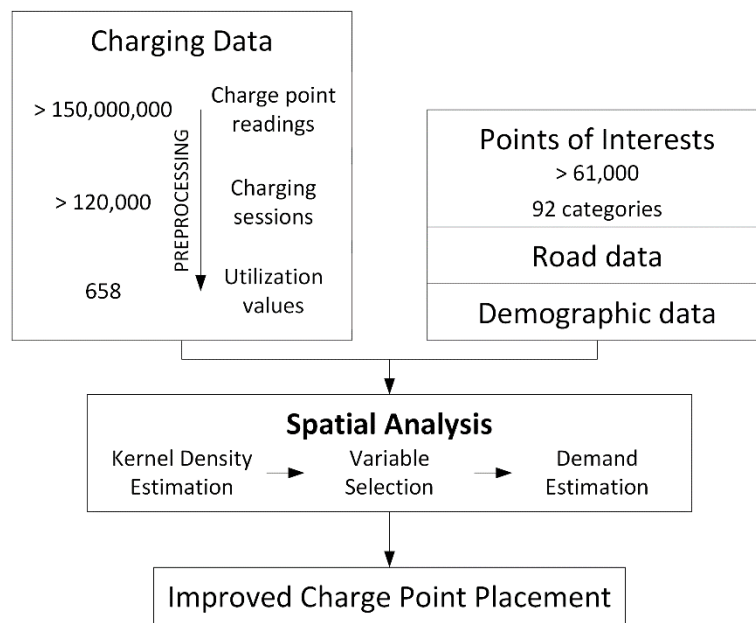 Charging Data
> 150,000,000
Charge point
readings
PREPROCESSING
> 120,000
Charging
sessions
658
Utilization
values
Points of Interests
> 61,000
92 categories
Road data
Demographic data
Spatial Analysis
Kernel Density
Estimation
Variable
Selection
Demand
Estimation
Improved Charge Point Placement